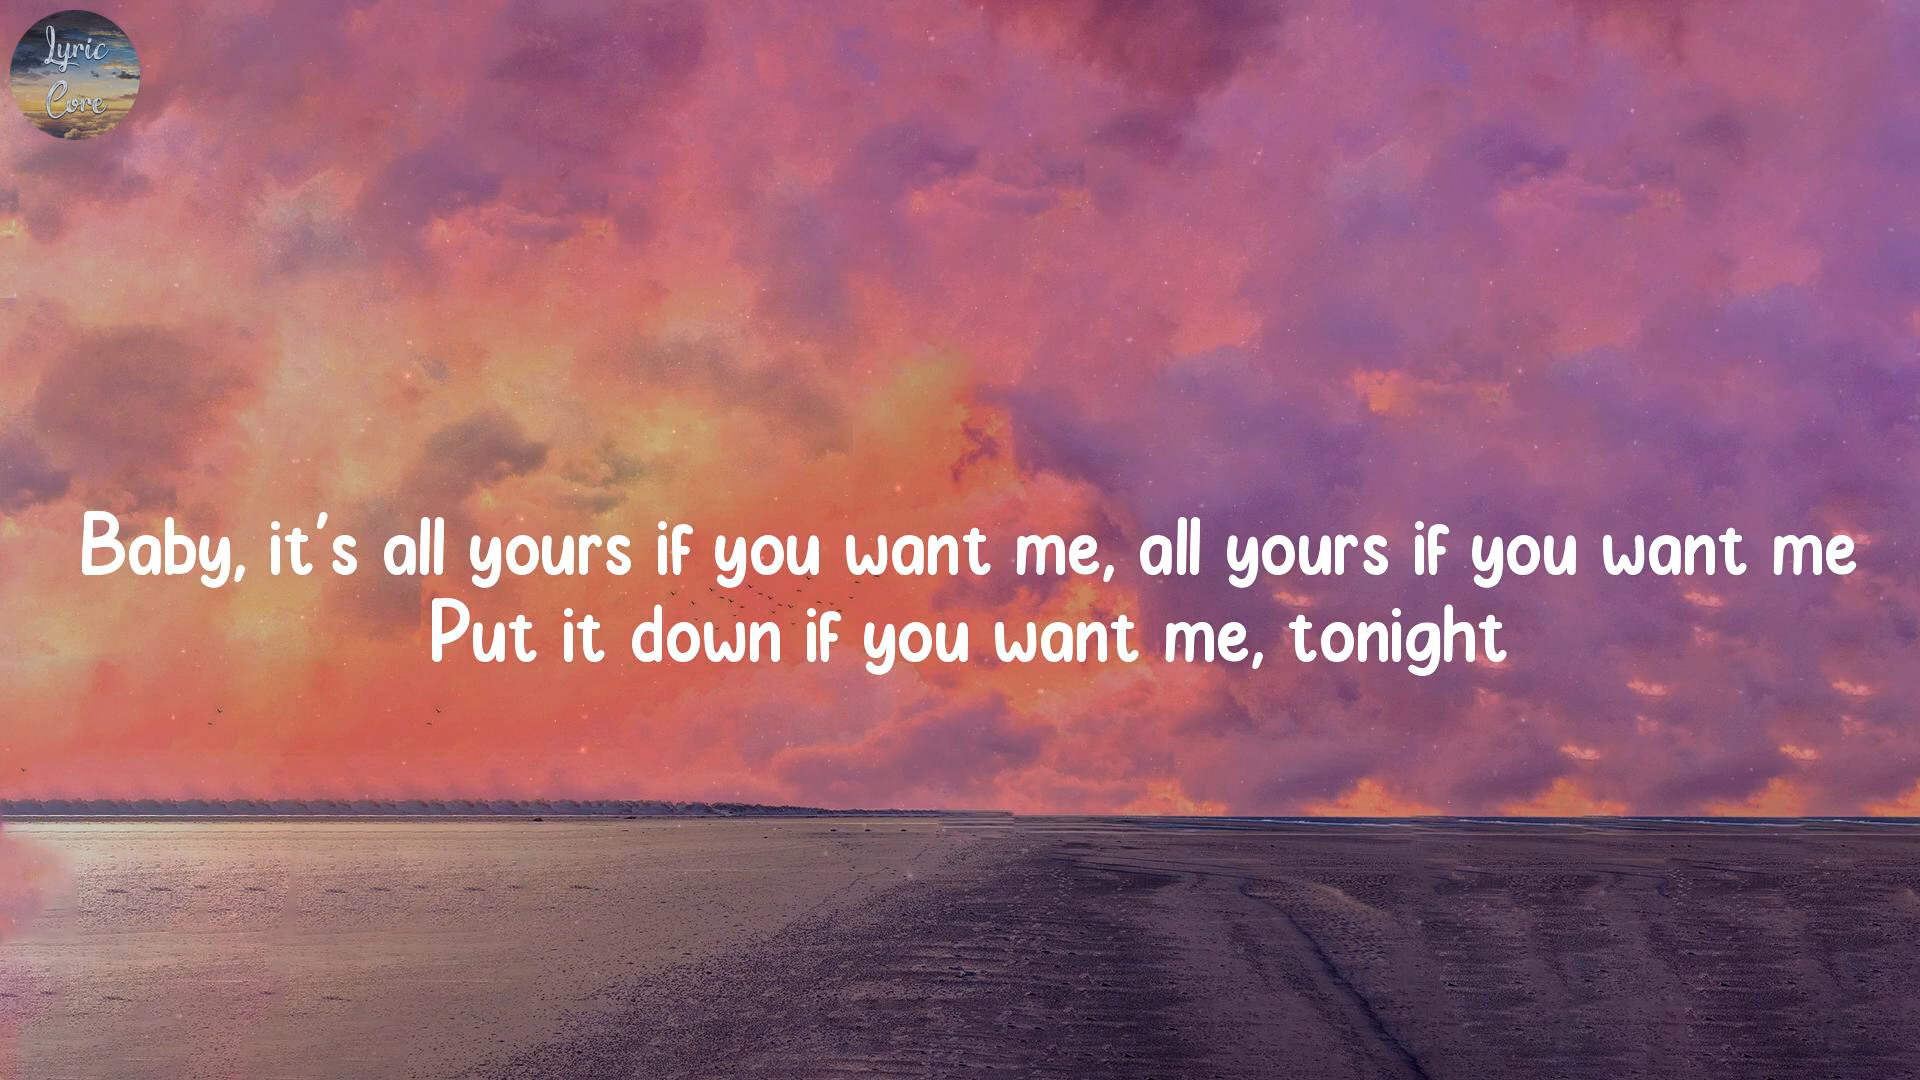 Lyric
Core
Baby, it's all yours if you want me, all yours if you want me
Put it down if you want me, tonight